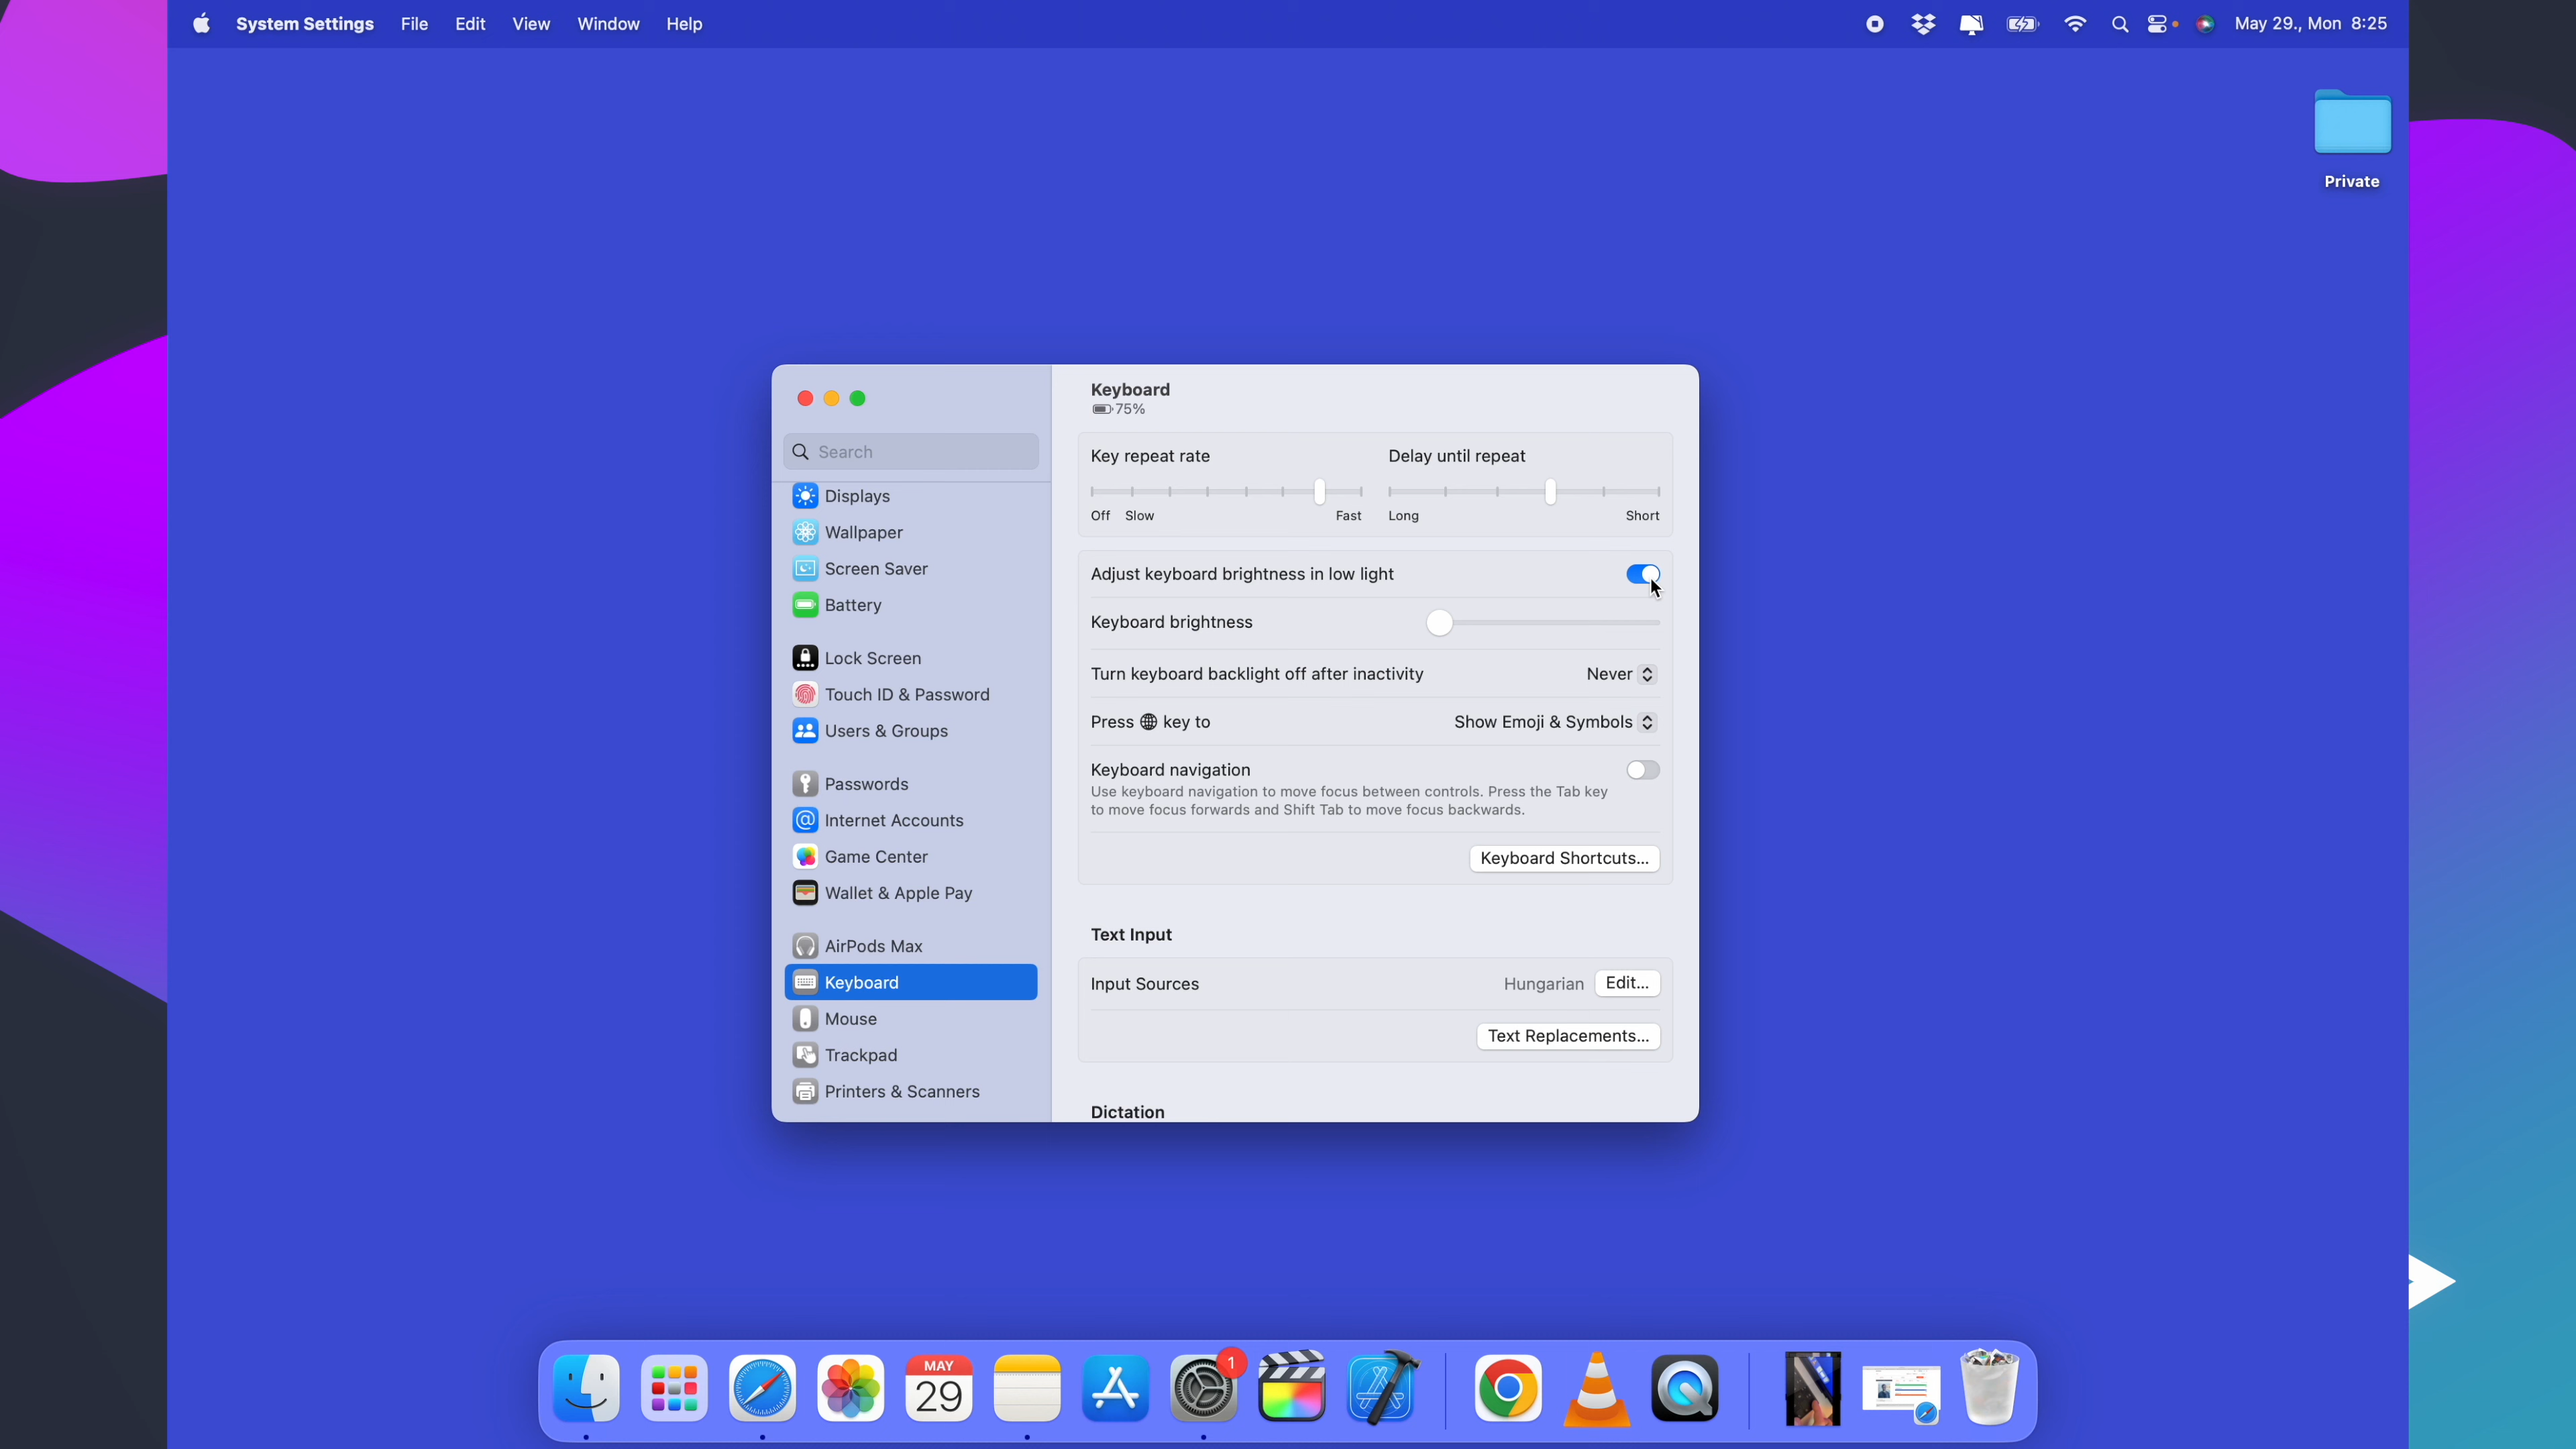 System Settings File Edit View Window Help
May 29., Mon 8:25
Private
Search
Displays
Wallpaper
Screen Saver
Battery
Lock Screen
Touch ID & Password
Users & Groups
Passwords
Internet Accounts
Game Center
Wallet & Apple Pay
AirPods Max
Keyboard
Mouse
Trackpad
Printers & Scanners
Keyboard
75%
Key repeat rate
Off Slow Fast
Delay until repeat
Long Short
Adjust keyboard brightness in low light
Keyboard brightness
Turn keyboard backlight off after inactivity Never
Press key to Show Emoji & Symbols
Keyboard navigation
Use keyboard navigation to move focus between controls. Press the Tab key
to move focus forwards and Shift Tab to move focus backwards.
Keyboard Shortcuts...
Text Input
Input Sources Hungarian Edit...
Text Replacements...
Dictation
MAY
29
1